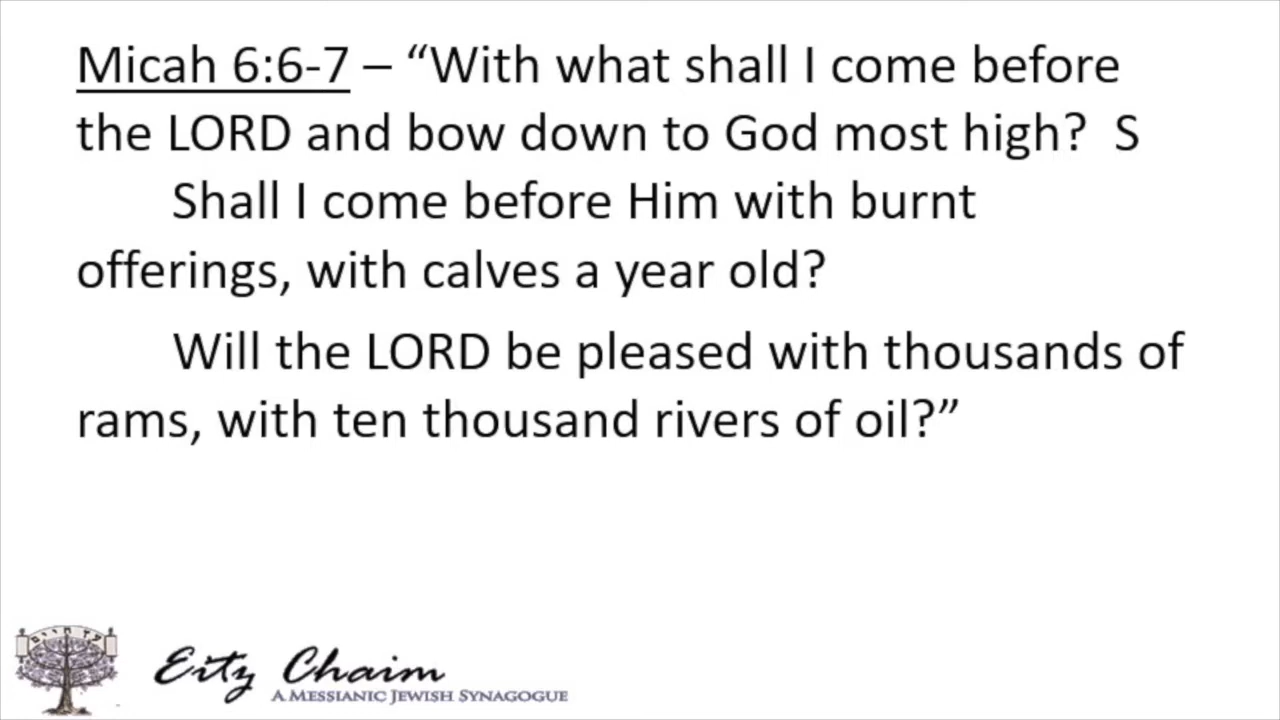 Micah 6:6-7 – “With what shall I come before
the LORD and bow down to God most high?  S
Shall I come before Him with burnt
offerings, with calves a year old?
Will the LORD be pleased with thousands of
rams, with ten thousand rivers of oil?”
עץ חיים
Eitz Chaim
A MESSIANIC JEWISH SYNAGOGUE